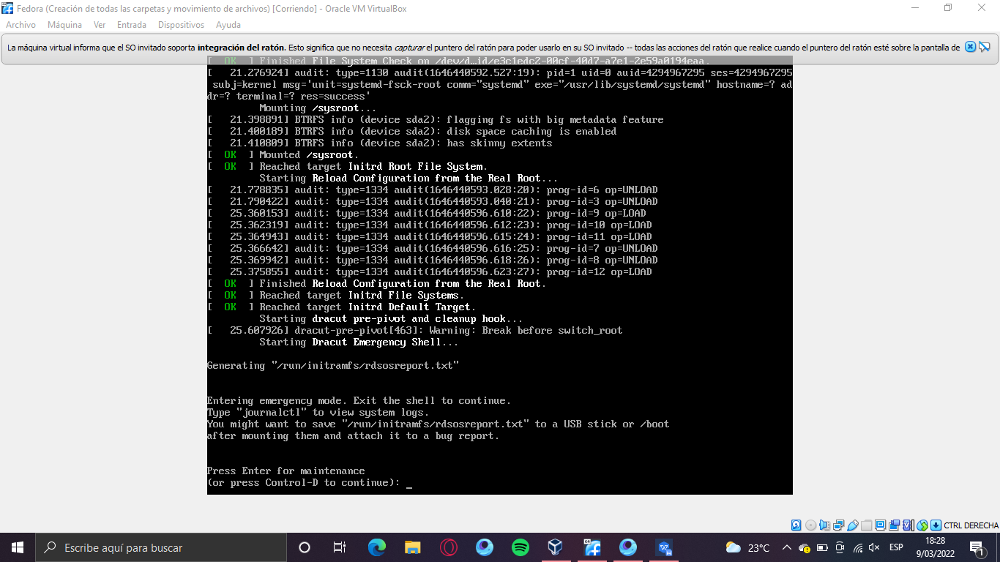 Fedora (Creación de todas las carpetas y movimiento de archivos) [Corriendo] - Oracle VM VirtualBox
Archivo Máquina Ver Entrada Dispositivos Ayuda
La máquina virtual informa que el SO invitado soporta integración del ratón. Esto significa que no necesita capturar el puntero del ratón para poder usarlo en su SO invitado -- todas las acciones del ratón que realice cuando el puntero del ratón esté sobre la pantalla de
[  OK  ] Finished File System Check on /dev/d…id/e3c1edc2-00cf-40d7-a7e1-2e59a0194eaa.
[   21.276924] audit: type=1130 audit(1646440592.527:19): pid=1 uid=0 auid=4294967295 ses=4294967295
subj=kernel msg='unit=systemd-fsck-root comm="systemd" exe="/usr/lib/systemd/systemd" hostname=? ad
dr=? terminal=? res=success'
Mounting /sysroot...
[   21.398891] BTRFS info (device sda2): flagging fs with big metadata feature
[   21.400189] BTRFS info (device sda2): disk space caching is enabled
[   21.410809] BTRFS info (device sda2): has skinny extents
[  OK  ] Mounted /sysroot.
[  OK  ] Reached target Initrd Root File System.
Starting Reload Configuration from the Real Root...
[   21.778835] audit: type=1334 audit(1646440593.028:20): prog-id=6 op=UNLOAD
[   21.790422] audit: type=1334 audit(1646440593.040:21): prog-id=3 op=UNLOAD
[   25.360153] audit: type=1334 audit(1646440596.610:22): prog-id=9 op=LOAD
[   25.362319] audit: type=1334 audit(1646440596.612:23): prog-id=10 op=LOAD
[   25.364943] audit: type=1334 audit(1646440596.615:24): prog-id=11 op=LOAD
[   25.366642] audit: type=1334 audit(1646440596.616:25): prog-id=7 op=UNLOAD
[   25.369942] audit: type=1334 audit(1646440596.618:26): prog-id=8 op=UNLOAD
[   25.375855] audit: type=1334 audit(1646440596.623:27): prog-id=12 op=LOAD
[  OK  ] Finished Reload Configuration from the Real Root.
[  OK  ] Reached target Initrd File Systems.
[  OK  ] Reached target Initrd Default Target.
Starting dracut pre-pivot and cleanup hook...
[   25.607926] dracut-pre-pivot[463]: Warning: Break before switch_root
Starting Dracut Emergency Shell...
Generating "/run/initramfs/rdsosreport.txt"
Entering emergency mode. Exit the shell to continue.
Type "journalctl" to view system logs.
You might want to save "/run/initramfs/rdsosreport.txt" to a USB stick or /boot
after mounting them and attach it to a bug report.
Press Enter for maintenance
(or press Control-D to continue): _
CTRL DERECHA
Escribe aquí para buscar
23°C
ESP
18:28
9/03/2022
1